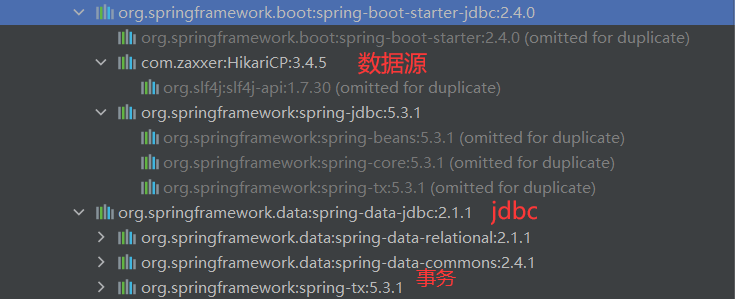 org.springframework.boot:spring-boot-starter-jdbc:2.4.0
org.springframework.boot:spring-boot-starter:2.4.0 (omitted for duplicate)
com.zaxxer:HikariCP:3.4.5 数据源
org.slf4j:slf4j-api:1.7.30 (omitted for duplicate)
org.springframework:spring-jdbc:5.3.1
org.springframework:spring-beans:5.3.1 (omitted for duplicate)
org.springframework:spring-core:5.3.1 (omitted for duplicate)
org.springframework:spring-tx:5.3.1 (omitted for duplicate)
org.springframework.data:spring-data-jdbc:2.1.1 jdbc
org.springframework.data:spring-data-relational:2.1.1
org.springframework.data:spring-data-commons:2.4.1
org.springframework:spring-tx:5.3.1 事务